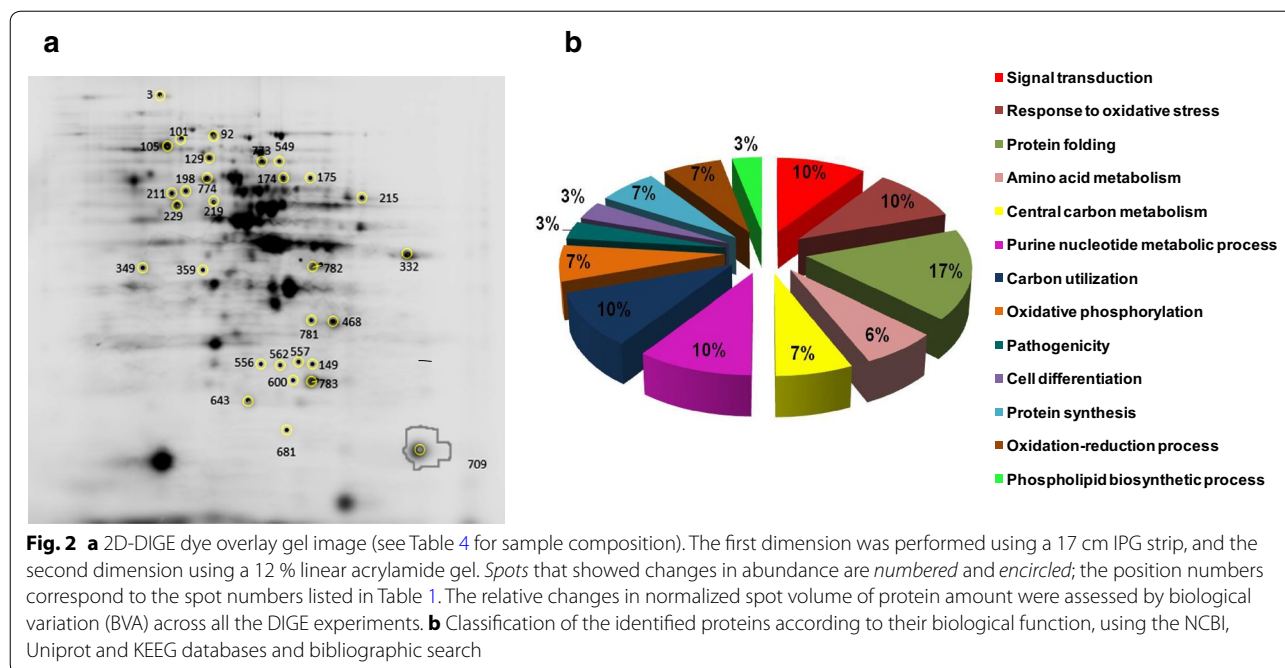 a
b
3
101
92
105
129
733
549
198
174
175
211
774
215
229
219
349
359
782
332
781
468
556
562
557
149
600
783
643
681
709
3%
7%
10%
7%
10%
3%
3%
17%
7%
6%
10%
10%
7%
Signal transduction
Response to oxidative stress
Protein folding
Amino acid metabolism
Central carbon metabolism
Purine nucleotide metabolic process
Carbon utilization
Oxidative phosphorylation
Pathogenicity
Cell differentiation
Protein synthesis
Oxidation-reduction process
Phospholipid biosynthetic process
Fig. 2 a 2D-DIGE dye overlay gel image (see Table 4 for sample composition). The first dimension was performed using a 17 cm IPG strip, and the
second dimension using a 12 % linear acrylamide gel. Spots that showed changes in abundance are numbered and encircled; the position numbers
correspond to the spot numbers listed in Table 1. The relative changes in normalized spot volume of protein amount were assessed by biological
variation (BVA) across all the DIGE experiments. b Classification of the identified proteins according to their biological function, using the NCBI,
Uniprot and KEEG databases and bibliographic search